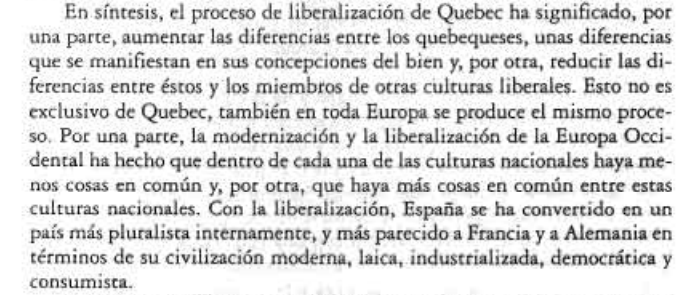 En síntesis, el proceso de liberalización de Quebec ha significado, por
una parte, aumentar las diferencias entre los quebequeses, unas diferencias
que se manifiestan en sus concepciones del bien y, por otra, reducir las di-
ferencias entre éstos y los miembros de otras culturas liberales. Esto no es
exclusivo de Quebec, también en toda Europa se produce el mismo proce-
so. Por una parte, la modernización y la liberalización de la Europa Occi-
dental ha hecho que dentro de cada una de las culturas nacionales haya me-
nos cosas en común y, por otra, que haya más cosas en común entre estas
culturas nacionales. Con la liberalización, España se ha convertido en un
país más pluralista internamente, y más parecido a Francia y a Alemania en
términos de su civilización moderna, laica, industrializada, democrática y
consumista.